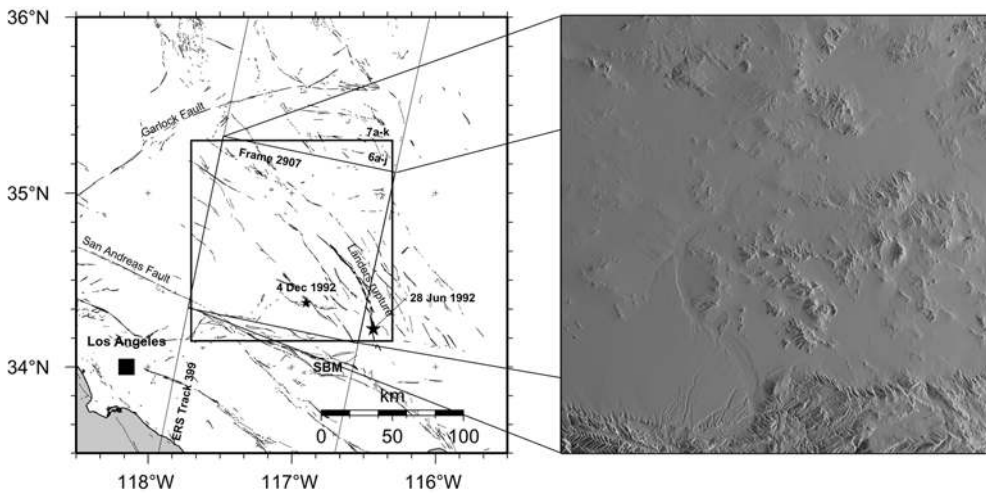 36°N
35°N
34°N
118°W
117°W
116°W
Garlock Fault
7a-k
6a-j
Frame 2907
San Andreas Fault
Landers rupture
4 Dec 1992
28 Jun 1992
Los Angeles
SBM
ERS Track 399
km
0 50 100